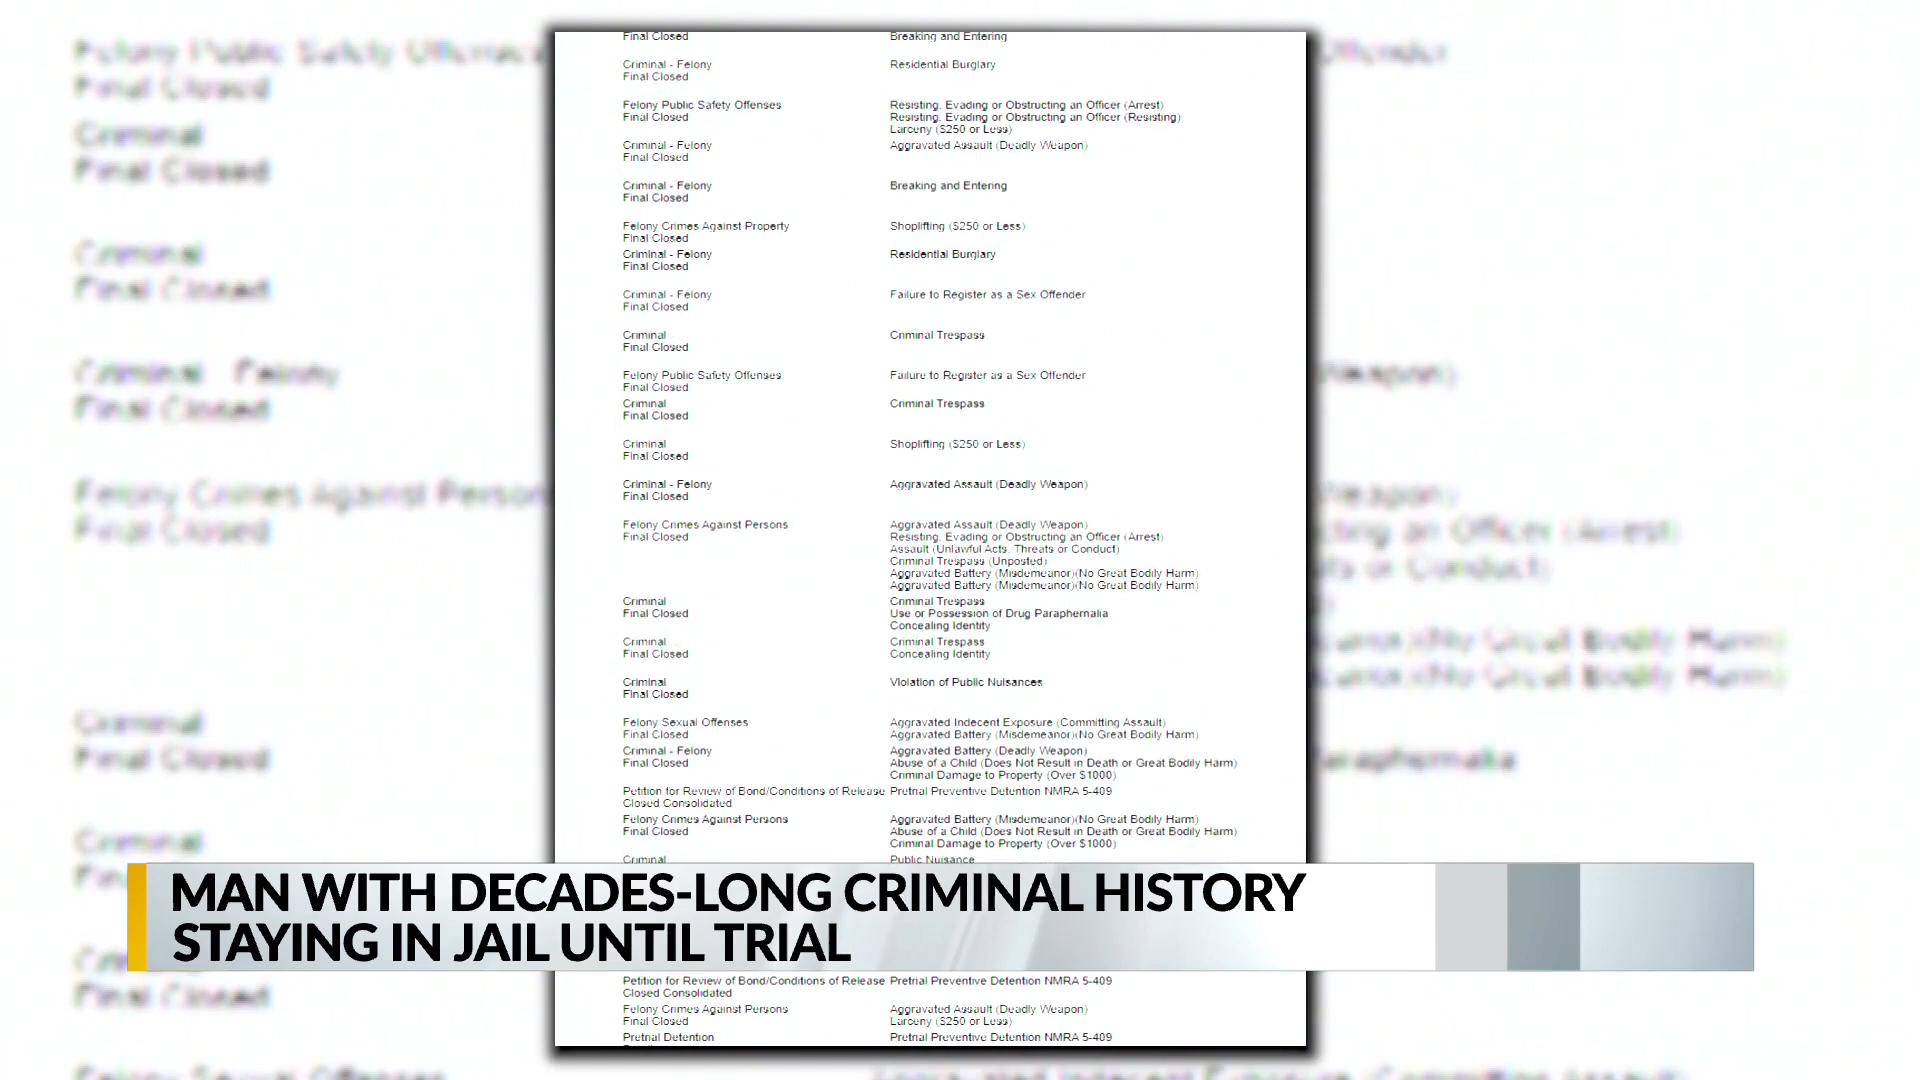 Final Closed Breaking and Entering
Criminal - Felony Residential Burglary
Final Closed
Felony Public Safety Offenses Resisting, Evading or Obstructing an Officer (Arrest)
Final Closed Resisting, Evading or Obstructing an Officer (Resisting)
Larceny ($250 or Less)
Criminal - Felony Aggravated Assault (Deadly Weapon)
Final Closed
Criminal - Felony Breaking and Entering
Final Closed
Felony Crimes Against Property Shoplifting ($250 or Less)
Final Closed
Criminal - Felony Residential Burglary
Final Closed
Criminal - Felony Failure to Register as a Sex Offender
Final Closed
Criminal Criminal Trespass
Final Closed
Felony Public Safety Offenses Failure to Register as a Sex Offender
Final Closed
Criminal Criminal Trespass
Final Closed
Criminal Shoplifting ($250 or Less)
Final Closed
Criminal - Felony Aggravated Assault (Deadly Weapon)
Final Closed
Felony Crimes Against Persons Aggravated Assault (Deadly Weapon)
Final Closed Resisting, Evading or Obstructing an Officer (Arrest)
Assault (Unlawful Acts, Threats or Conduct)
Criminal Trespass (Unposted)
Aggravated Battery (Misdemeanor)(No Great Bodily Harm)
Aggravated Battery (Misdemeanor)(No Great Bodily Harm)
Criminal Criminal Trespass
Final Closed Use or Possession of Drug Paraphernalia
Concealing Identity
Criminal Criminal Trespass
Final Closed Concealing Identity
Criminal Violation of Public Nuisances
Final Closed
Felony Sexual Offenses Aggravated Indecent Exposure (Committing Assault)
Final Closed Aggravated Battery (Misdemeanor)(No Great Bodily Harm)
Criminal - Felony Aggravated Battery (Deadly Weapon)
Final Closed Abuse of a Child (Does Not Result in Death or Great Bodily Harm)
Criminal Damage to Property (Over $1000)
Petition for Review of Bond/Conditions of Release Pretrial Preventive Detention NMRA 5-409
Closed Consolidated
Felony Crimes Against Persons Aggravated Battery (Misdemeanor)(No Great Bodily Harm)
Final Closed Abuse of a Child (Does Not Result in Death or Great Bodily Harm)
Criminal Damage to Property (Over $1000)
Criminal Public Nuisance
MAN WITH DECADES-LONG CRIMINAL HISTORY
STAYING IN JAIL UNTIL TRIAL
Petition for Review of Bond/Conditions of Release Pretrial Preventive Detention NMRA 5-409
Closed Consolidated
Felony Crimes Against Persons Aggravated Assault (Deadly Weapon)
Final Closed Larceny ($250 or Less)
Pretrial Detention Pretrial Preventive Detention NMRA 5-409